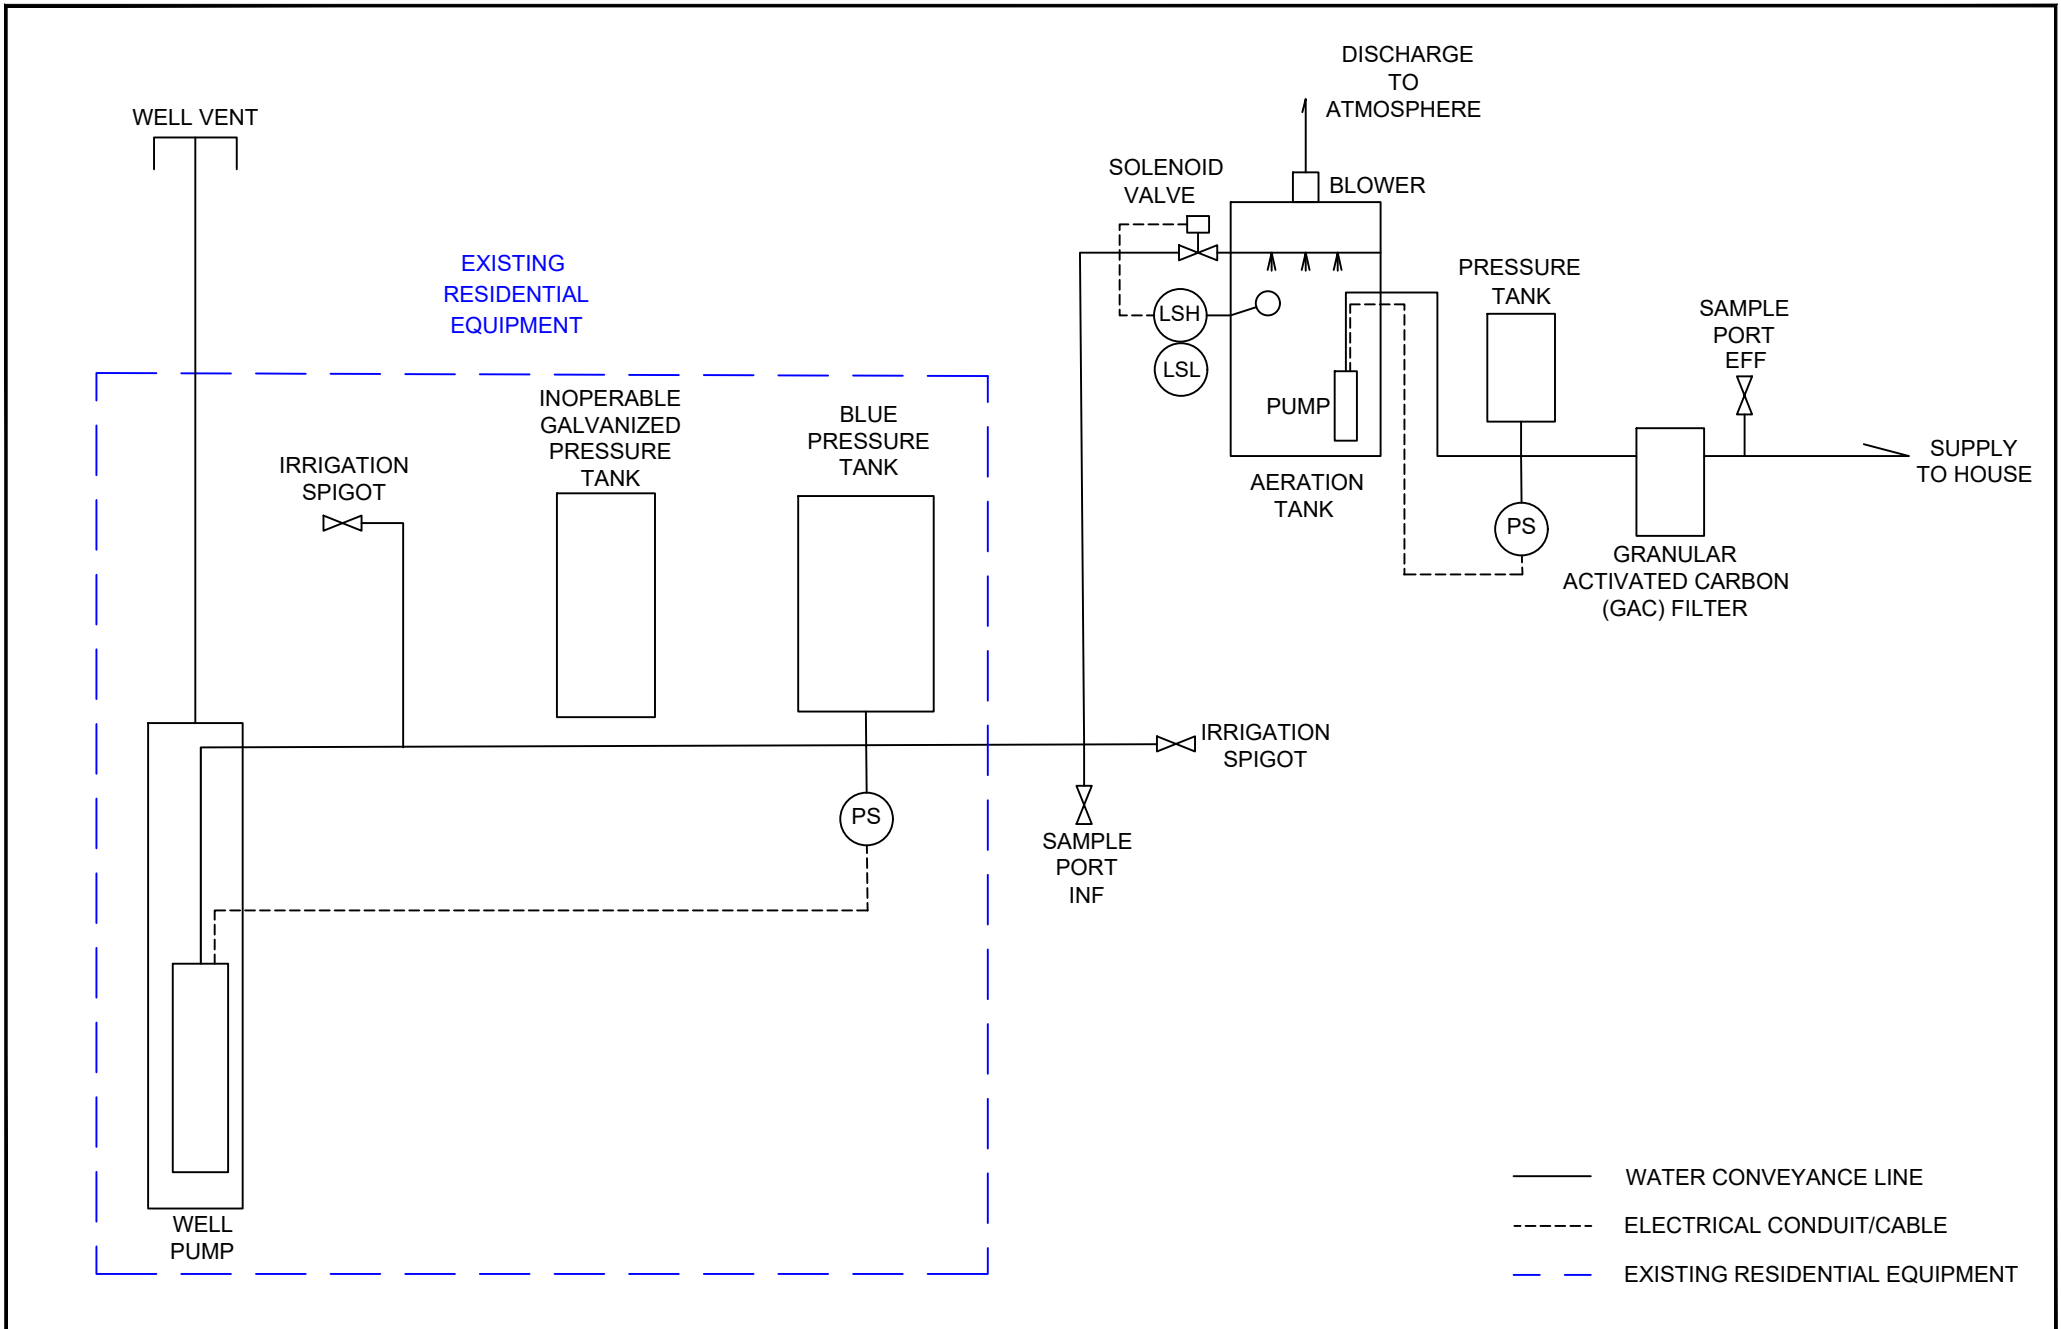 DISCHARGE
TO
ATMOSPHERE
WELL VENT
SOLENOID
VALVE
BLOWER
EXISTING
RESIDENTIAL
EQUIPMENT
PRESSURE
TANK
SAMPLE
PORT
EFF
LSH
LSL
PUMP
AERATION
TANK
INOPERABLE
GALVANIZED
PRESSURE
TANK
BLUE
PRESSURE
TANK
IRRIGATION
SPIGOT
SUPPLY
TO HOUSE
PS
GRANULAR
ACTIVATED CARBON
(GAC) FILTER
IRRIGATION
SPIGOT
PS
SAMPLE
PORT
INF
WELL
PUMP
WATER CONVEYANCE LINE
ELECTRICAL CONDUIT/CABLE
EXISTING RESIDENTIAL EQUIPMENT